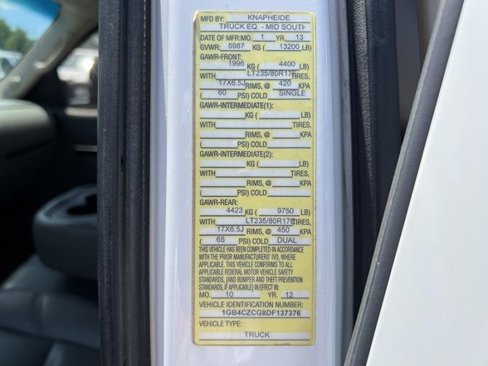 MFD BY: KNAPHEIDE
TRUCK EQ. - MID SOUTH
DATE OF MFR: MO. 1 YR. 13
GVWR: 5987 KG ( 13200 LB)
GAWR-FRONT:
1996 KG ( 4400 LB)
WITH LT235/80R17E TIRES,
17X6.5J RIMS, @ 420 KPA
( 60 PSI) COLD SINGLE
GAWR-INTERMEDIATE(1):
KG ( LB)
WITH TIRES,
RIMS, @ KPA
( PSI) COLD
GAWR-INTERMEDIATE(2):
KG ( LB)
WITH TIRES,
RIMS, @ KPA
( PSI) COLD
GAWR-REAR:
4423 KG ( 9750 LB)
WITH LT235/80R17E TIRES,
17X6.5J RIMS, @ 450 KPA
( 65 PSI) COLD DUAL
THIS VEHICLE HAS BEEN COMPLETED IN ACCORDANCE
WITH THE PRIOR MANUFACTURERS' IVD, WHERE
APPLICABLE. THIS VEHICLE CONFORMS TO ALL
APPLICABLE FEDERAL MOTOR VEHICLE SAFETY
STANDARDS, (AND BUMPER AND THEFT PREVENTION
STANDARDS, IF APPLICABLE) IN EFFECT IN
MO. 10 YR. 12
VEHICLE IDENTIFICATION NUMBER:
1GB4CZCG8DF137376
VEHICLE TYPE:
TRUCK